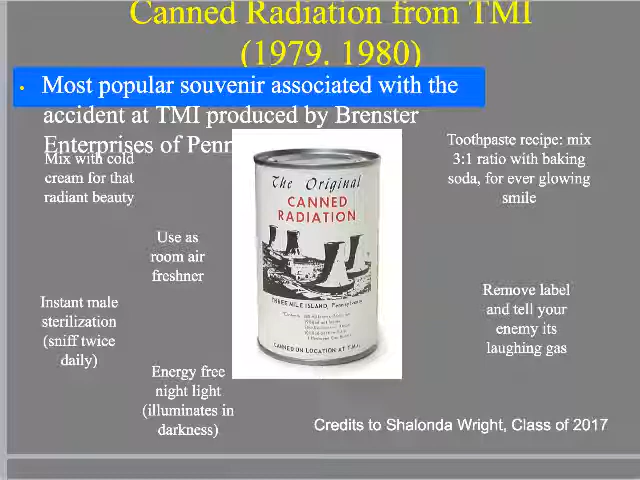 Canned Radiation from TMI
(1979. 1980)
• Most popular souvenir associated with the
accident at TMI produced by Brenster
Enterprises of Penn
Mix with cold
cream for that
radiant beauty
Use as
room air
freshner
Instant male
sterilization
(sniff twice
daily)
Energy free
night light
(illuminates in
darkness)
The Original
CANNED
RADIATION
THREE MILE ISLAND, Pennsylvania
CANNED ON LOCATION AT T.M.I.
Toothpaste recipe: mix
3:1 ratio with baking
soda, for ever glowing
smile
Remove label
and tell your
enemy its
laughing gas
Credits to Shalonda Wright, Class of 2017